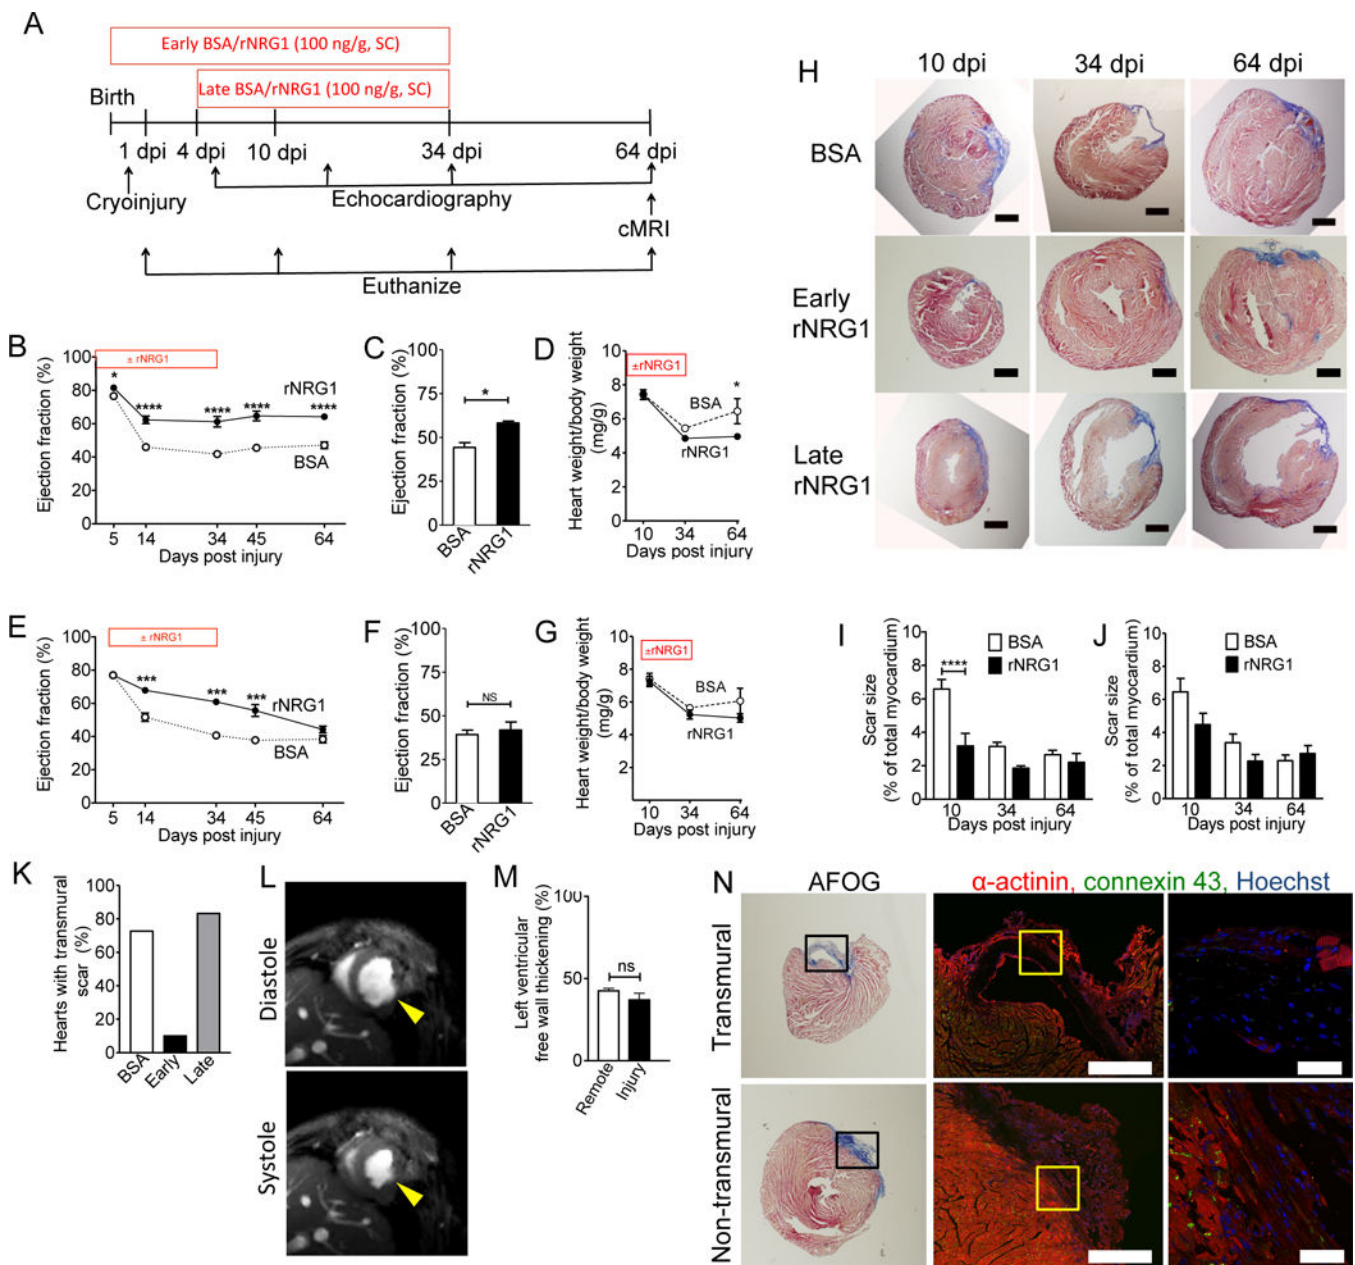 A
Early BSA/rNRG1 (100 ng/g, SC)
Late BSA/rNRG1 (100 ng/g, SC)
Birth
1 dpi 4 dpi 10 dpi 34 dpi 64 dpi
Cryoinjury
Echocardiography
cMRI
Euthanize
B
± rNRG1
Ejection fraction (%)
100
80
60
40
20
0
*
****
****
****
****
rNRG1
BSA
5 14 34 45 64
Days post injury
C
Ejection fraction (%)
100
75
50
25
0
*
BSA
rNRG1
D
±rNRG1
Heart weight/body weight
(mg/g)
8
6
4
2
0
*
BSA
rNRG1
10 34 64
Days post injury
E
± rNRG1
Ejection fraction (%)
100
80
60
40
20
0
***
***
***
rNRG1
BSA
5 14 34 45 64
Days post injury
F
Ejection fraction (%)
100
75
50
25
0
NS
BSA
rNRG1
G
±rNRG1
Heart weight/body weight
(mg/g)
10
8
6
4
2
BSA
rNRG1
10 34 64
Days post injury
H
10 dpi 34 dpi 64 dpi
BSA
Early
rNRG1
Late
rNRG1
I
Scar size
(% of total myocardium)
10
8
6
4
2
0
BSA
rNRG1
****
10 34 64
Days post injury
J
Scar size
(% of total myocardium)
10
8
6
4
2
0
BSA
rNRG1
10 34 64
Days post injury
K
Hearts with transmural
scar (%)
100
80
60
40
20
0
BSA
Early
Late
L
Diastole
Systole
M
Left ventricular
free wall thickening (%)
100
50
0
ns
Remote
Injury
N
AFOG
α-actinin, connexin 43, Hoechst
Transmural
Non-transmural